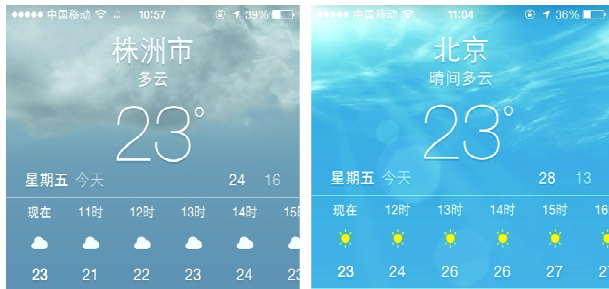 中国移动 10:57 39%
株洲市
多云
23°
星期五 今天 24 16
现在 11时 12时 13时 14时
23 21 22 23 24 23
中国移动 11:04 36%
北京
晴间多云
23°
星期五 今天 28 13
现在 12时 13时 14时 15时 16
23 24 26 26 27